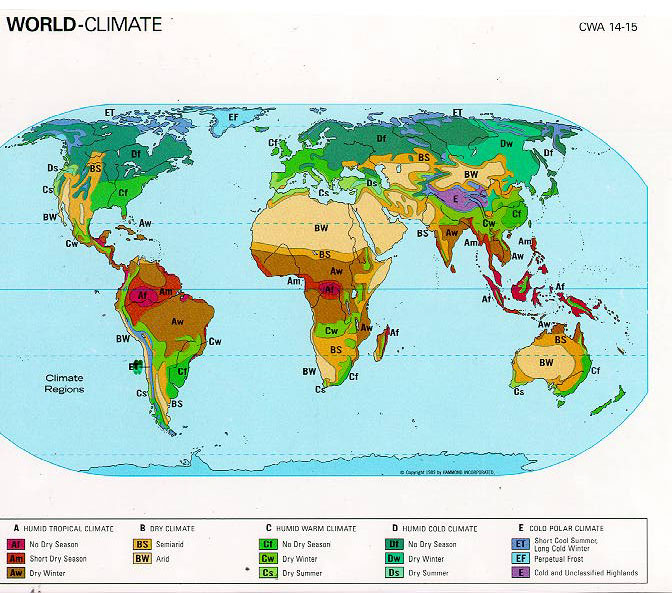 WORLD-CLIMATE
CWA 14-15
ET
EF
ET
Df
Cf
Df
Dw
Df
Ds
BS
BS
BW
Cs
Cf
Cs
Ds
E
Cf
BW
Aw
BW
BS
Aw
Cw
Cw
BS
Am
Am
Aw
Aw
Am
Af
Am
Af
Af
Af
Aw
Cw
Aw
Af
Aw
BS
BW
Cw
BS
BW
ET
Cf
BW
Cf
Cf
Climate
Regions
Cs
BS
Cs
Cs
© Copyright 1989 by HAMMOND INCORPORATED,
A HUMID TROPICAL CLIMATE B DRY CLIMATE C HUMID WARM CLIMATE D HUMID COLD CLIMATE E COLD POLAR CLIMATE
Af No Dry Season BS Semiarid Cf No Dry Season Df No Dry Season ET Short Cool Summer,
Long Cold Winter
Am Short Dry Season BW Arid Cw Dry Winter Dw Dry Winter EF Perpetual Frost
Aw Dry Winter Cs Dry Summer Ds Dry Summer E Cold and Unclassified Highlands